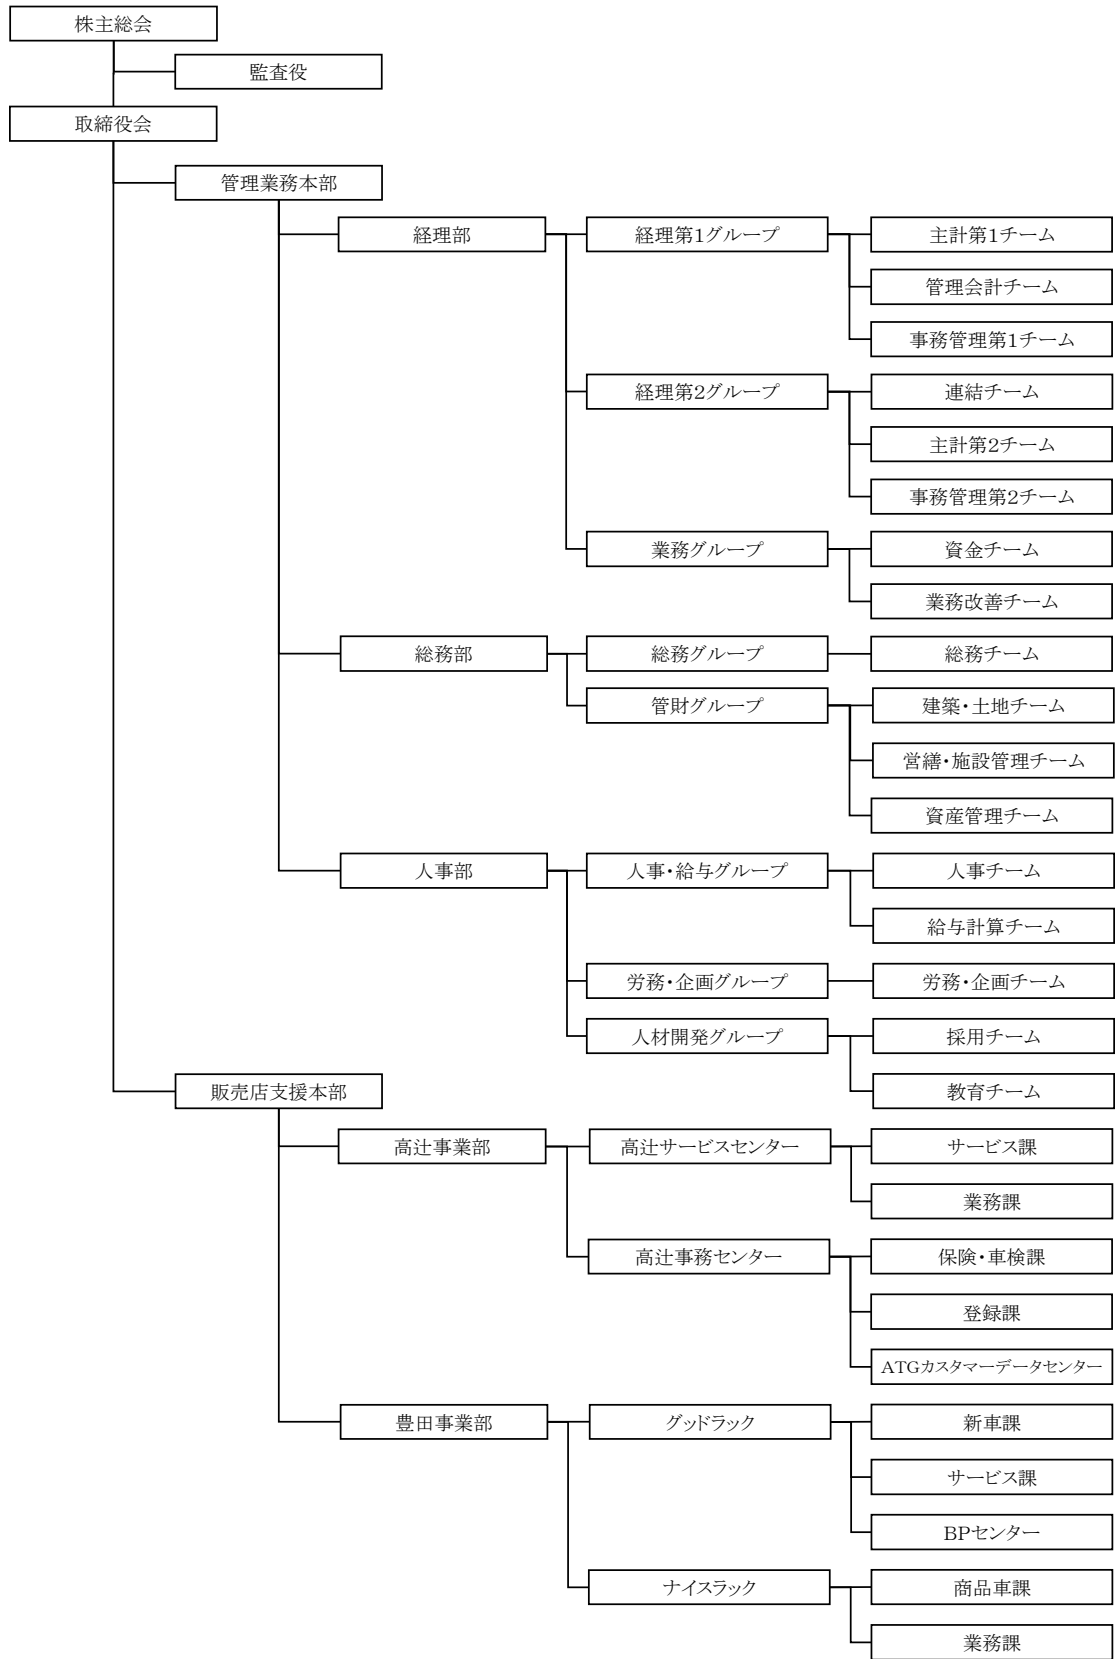 株主総会
監査役
取締役会
管理業務本部
経理部
経理第1グループ
主計第1チーム
管理会計チーム
事務管理第1チーム
経理第2グループ
連結チーム
主計第2チーム
事務管理第2チーム
業務グループ
資金チーム
業務改善チーム
総務部
総務グループ
総務チーム
管財グループ
建築・土地チーム
営繕・施設管理チーム
資産管理チーム
人事部
人事・給与グループ
人事チーム
給与計算チーム
労務・企画グループ
労務・企画チーム
人材開発グループ
採用チーム
教育チーム
販売店支援本部
高辻事業部
高辻サービスセンター
サービス課
業務課
高辻事務センター
保険・車検課
登録課
ATGカスタマーデータセンター
豊田事業部
グッドラック
新車課
サービス課
BPセンター
ナイスラック
商品車課
業務課